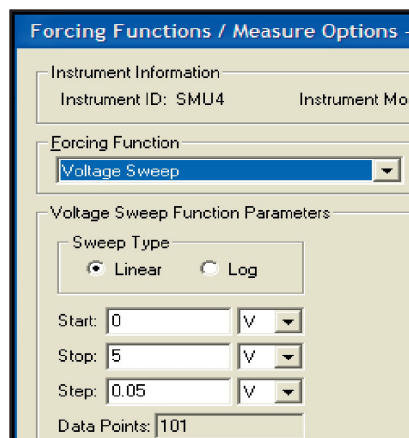 Forcing Functions / Measure Options -
Instrument Information
Instrument ID: SMU4 Instrument Mo
Forcing Function
Voltage Sweep
Voltage Sweep Function Parameters
Sweep Type
Linear Log
Start: 0 V
Stop: 5 V
Step: 0.05 V
Data Points: 101